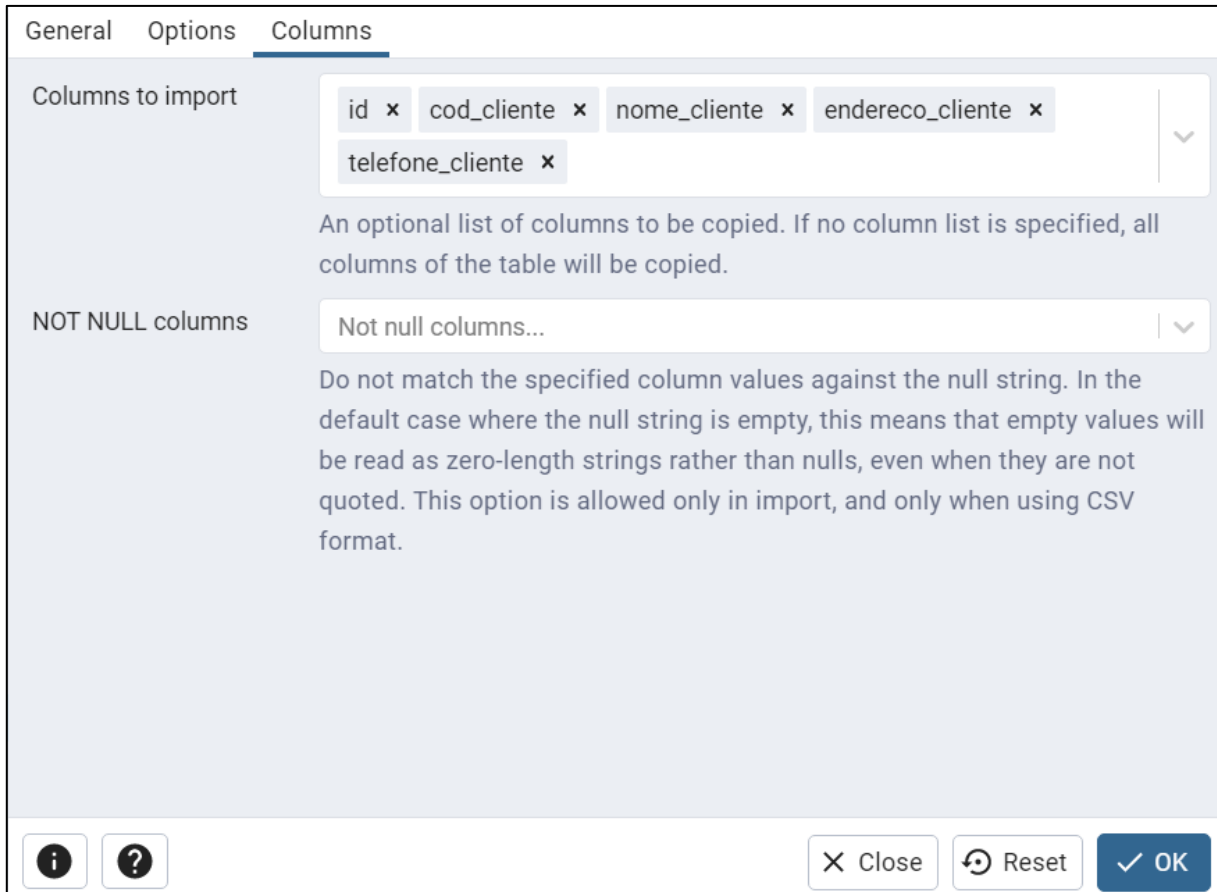 General Options Columns
Columns to import
id × cod_cliente × nome_cliente × endereco_cliente ×
telefone_cliente ×
An optional list of columns to be copied. If no column list is specified, all
columns of the table will be copied.
NOT NULL columns
Not null columns...
Do not match the specified column values against the null string. In the
default case where the null string is empty, this means that empty values will
be read as zero-length strings rather than nulls, even when they are not
quoted. This option is allowed only in import, and only when using CSV
format.
Close Reset OK